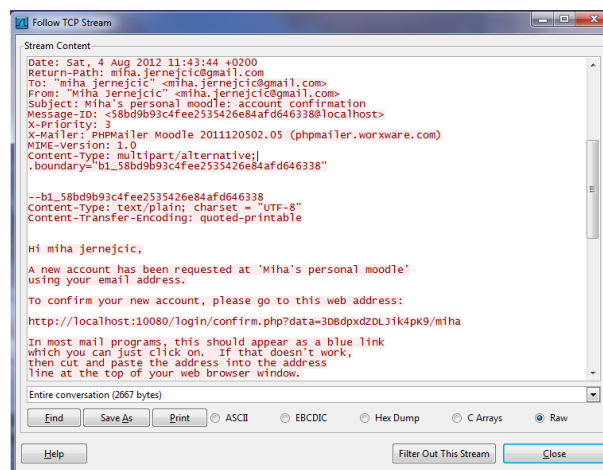 Follow TCP Stream
Stream Content
Date: Sat, 4 Aug 2012 11:43:44 +0200
Return-Path: miha.jernejcic@gmail.com
To: "miha jernejcic" <miha.jernejcic@gmail.com>
From: "Miha Jernejcic" <miha.jernejcic@gmail.com>
Subject: Miha's personal moodle: account confirmation
Message-ID: <58bd9b93c4fee2535426e84afd646338@localhost>
X-Priority: 3
X-Mailer: PHPMailer Moodle 2011120502.05 (phpmailer.worxware.com)
MIME-Version: 1.0
Content-Type: multipart/alternative;
.boundary="b1_58bd9b93c4fee2535426e84afd646338"
--b1_58bd9b93c4fee2535426e84afd646338
Content-Type: text/plain; charset = "UTF-8"
Content-Transfer-Encoding: quoted-printable
Hi miha jernejcic,
A new account has been requested at 'Miha's personal moodle'
using your email address.
To confirm your new account, please go to this web address:
http://localhost:10080/login/confirm.php?data=3DBdpxdZDLJik4pK9/miha
In most mail programs, this should appear as a blue link
which you can just click on.  If that doesn't work,
then cut and paste the address into the address
line at the top of your web browser window.
Entire conversation (2667 bytes)
Find Save As Print ASCII EBCDIC Hex Dump C Arrays Raw
Help Filter Out This Stream Close